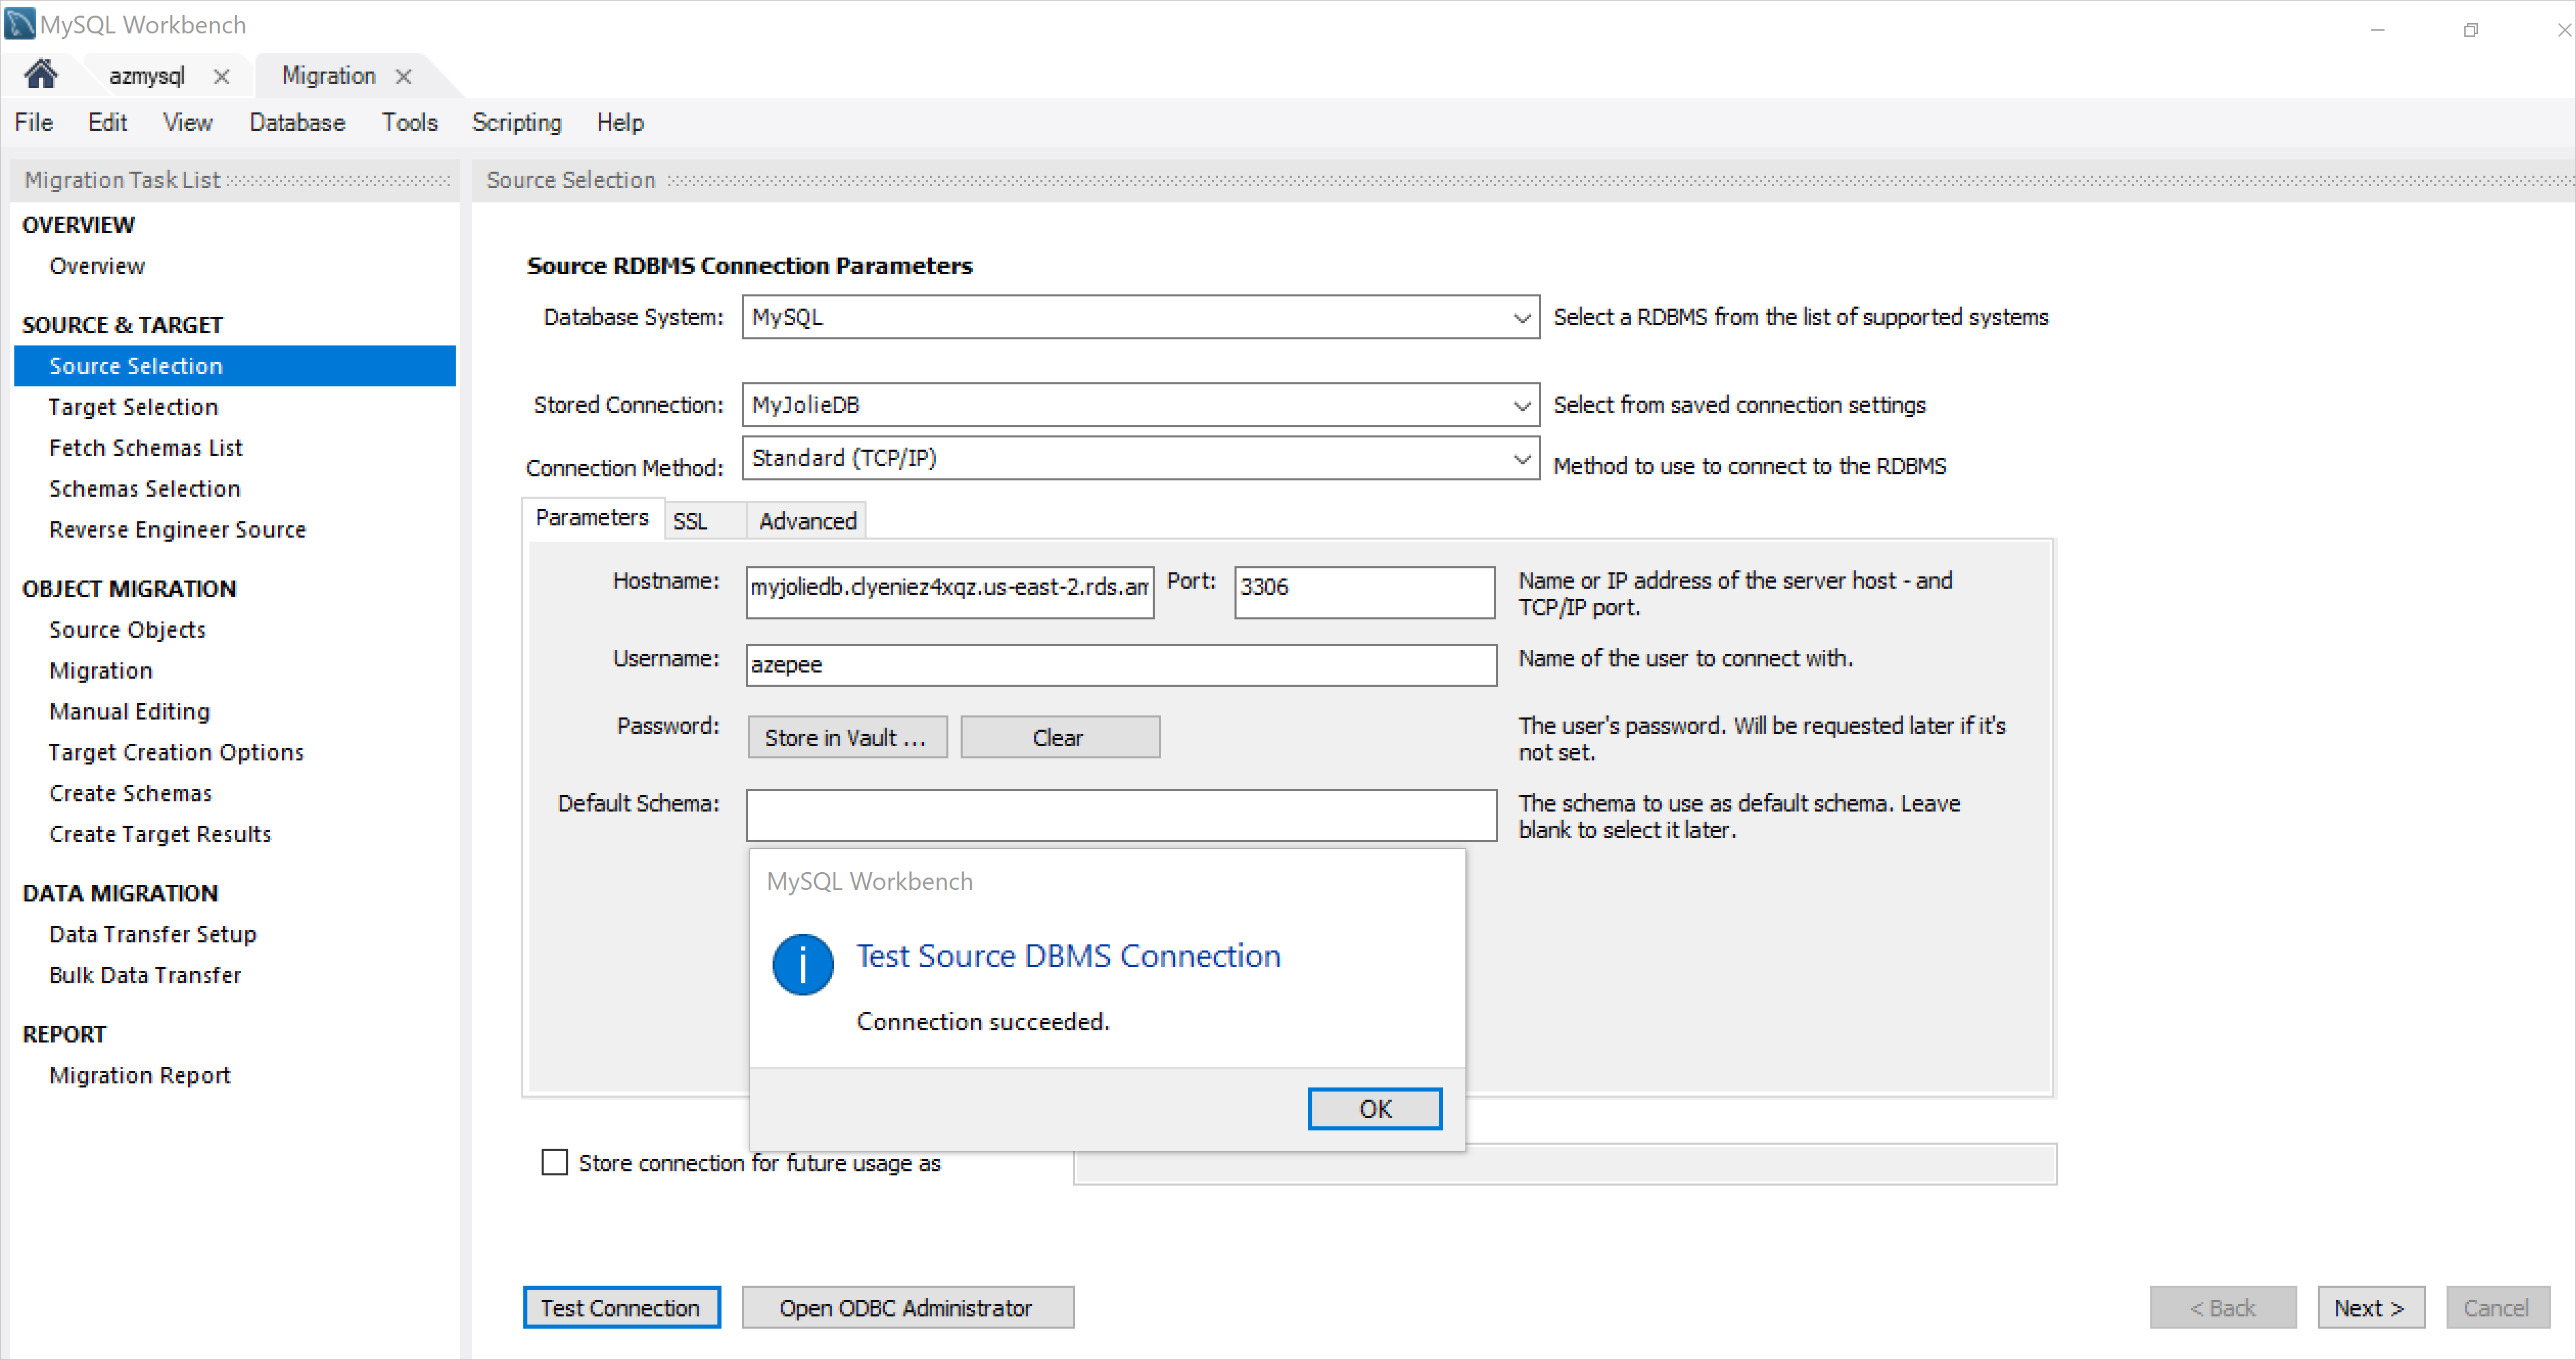 MySQL Workbench
azmysql
Migration
File Edit View Database Tools Scripting Help
Migration Task List
OVERVIEW
Overview
SOURCE & TARGET
Source Selection
Target Selection
Fetch Schemas List
Schemas Selection
Reverse Engineer Source
OBJECT MIGRATION
Source Objects
Migration
Manual Editing
Target Creation Options
Create Schemas
Create Target Results
DATA MIGRATION
Data Transfer Setup
Bulk Data Transfer
REPORT
Migration Report
Source Selection
Source RDBMS Connection Parameters
Database System: MySQL Select a RDBMS from the list of supported systems
Stored Connection: MyJolieDB Select from saved connection settings
Connection Method: Standard (TCP/IP) Method to use to connect to the RDBMS
Parameters SSL Advanced
Hostname: myjoliedb.clyeniez4xqz.us-east-2.rds.am Port: 3306 Name or IP address of the server host - and
TCP/IP port.
Username: azepee Name of the user to connect with.
Password: Store in Vault ... Clear The user's password. Will be requested later if it's
not set.
Default Schema: The schema to use as default schema. Leave
blank to select it later.
MySQL Workbench
i
Test Source DBMS Connection
Connection succeeded.
OK
Store connection for future usage as
Test Connection Open ODBC Administrator < Back Next > Cancel